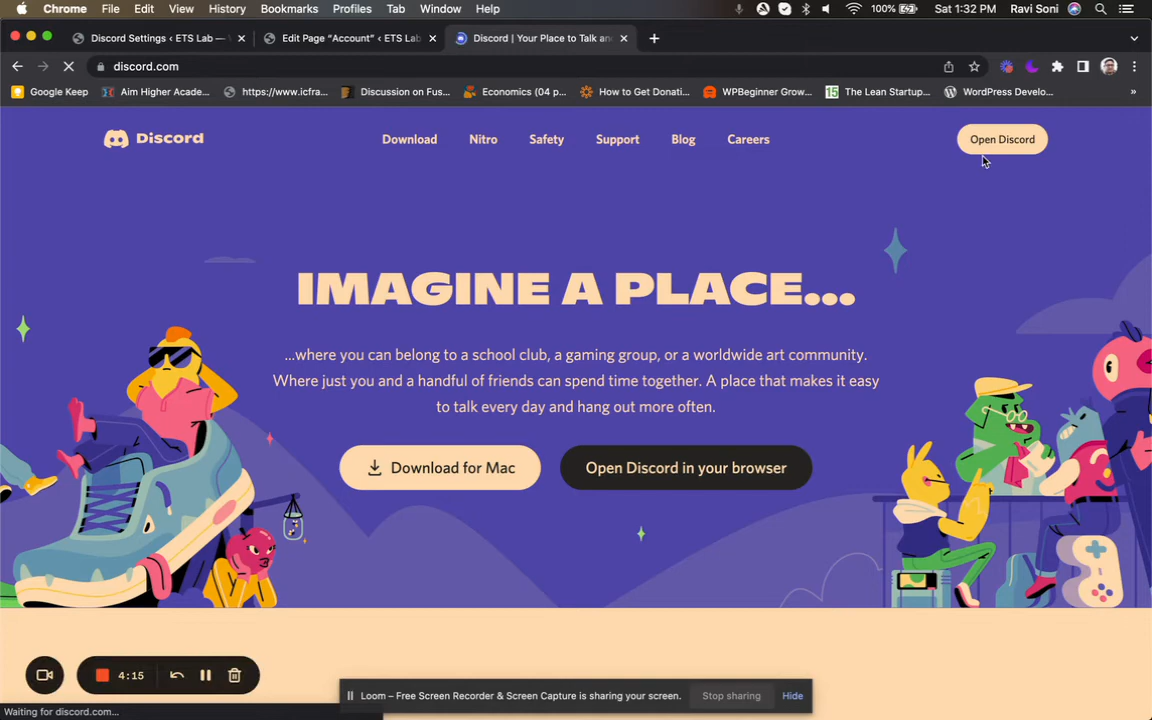 Chrome File Edit View History Bookmarks Profiles Tab Window Help 100% Sat 1:32 PM Ravi Soni
Discord Settings ‹ ETS Lab — Edit Page “Account” ‹ ETS Lab Discord | Your Place to Talk an
discord.com
Google Keep Aim Higher Acade... https://www.icfra... Discussion on Fus... Economics (04 p... How to Get Donati... WPBeginner Grow... 15 The Lean Startup... WordPress Develo... »
Discord Download Nitro Safety Support Blog Careers Open Discord
IMAGINE A PLACE...
...where you can belong to a school club, a gaming group, or a worldwide art community.
Where just you and a handful of friends can spend time together. A place that makes it easy
to talk every day and hang out more often.
Download for Mac Open Discord in your browser
4:15
Loom – Free Screen Recorder & Screen Capture is sharing your screen. Stop sharing Hide
Waiting for discord.com...